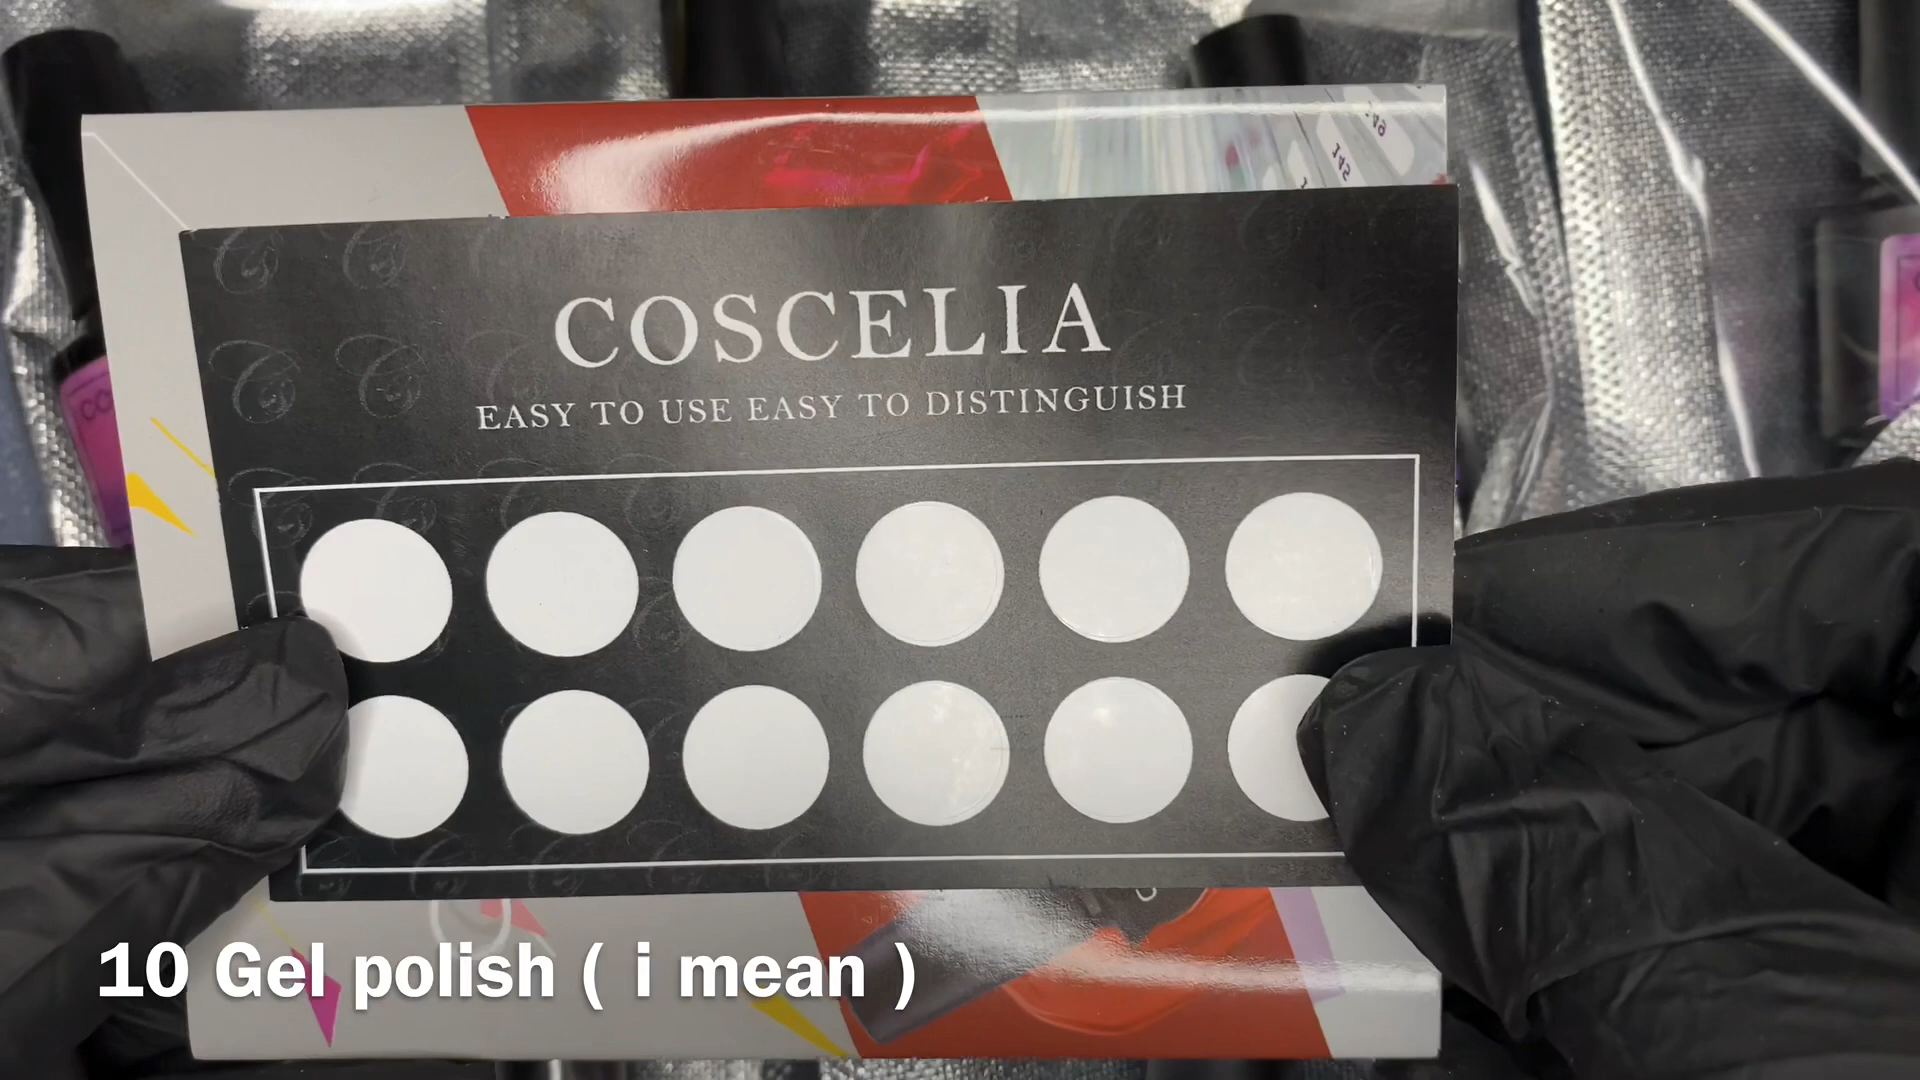 COSCELIA
EASY TO USE EASY TO DISTINGUISH
10 Gel polish ( i mean )